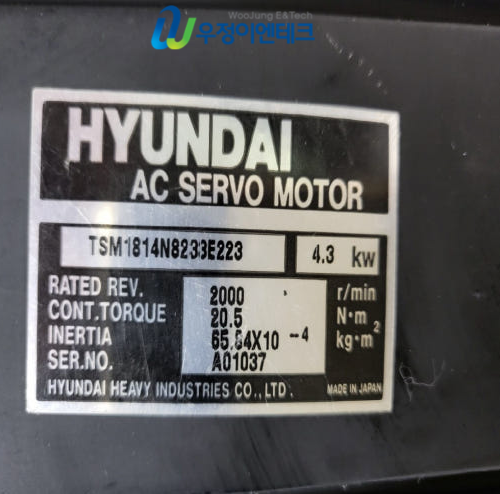 WooJung E&Tech
우정이엔테크
HYUNDAI
AC SERVO MOTOR
TSM1814N8233E223 4.3 kw
RATED REV. 2000 r/min
CONT.TORQUE 20.5 N·m
INERTIA 65.84X10⁻⁴ kg·m²
SER.NO. A01037
HYUNDAI HEAVY INDUSTRIES CO.,LTD. MADE IN JAPAN